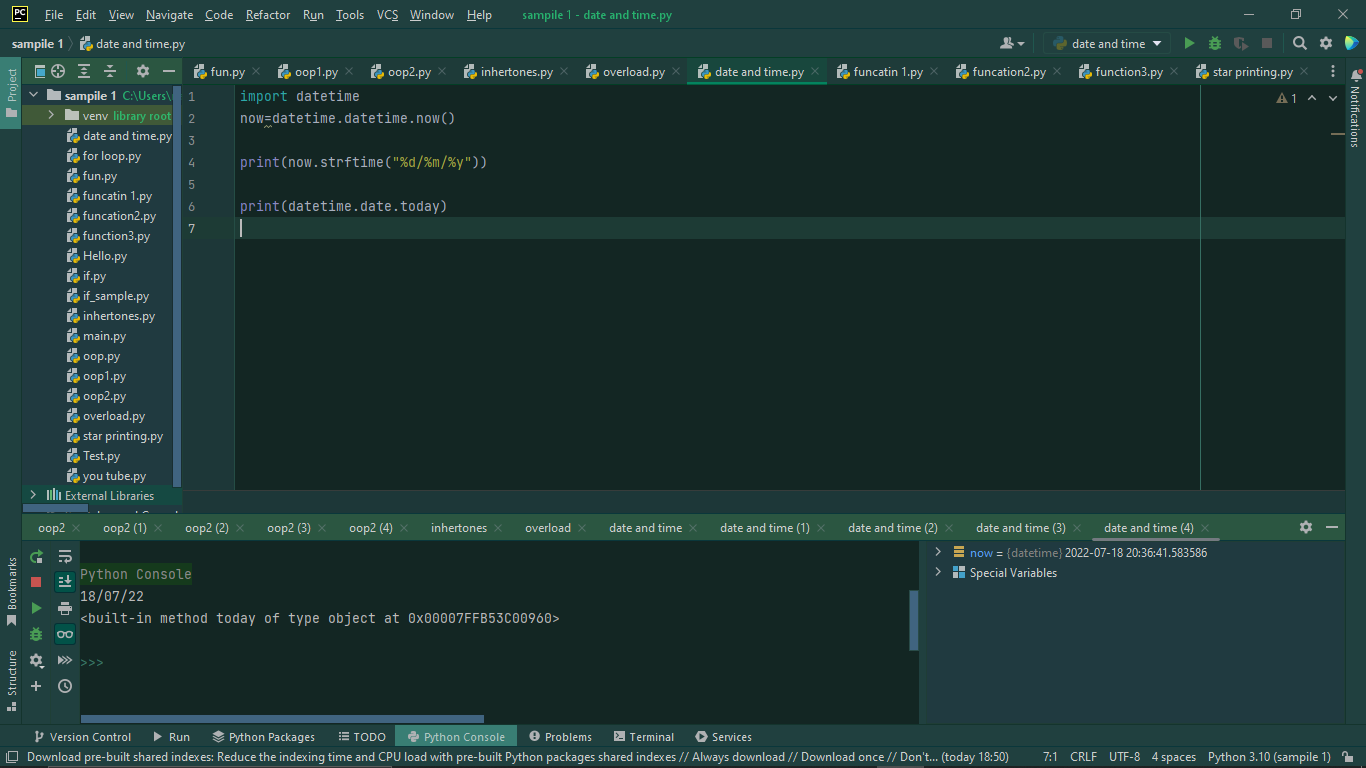 PC File Edit View Navigate Code Refactor Run Tools VCS Window Help sampile 1 - date and time.py
sampile 1 date and time.py date and time
Project
fun.py oop1.py oop2.py inhertones.py overload.py date and time.py funcatin 1.py funcation2.py function3.py star printing.py
Notifications
sampile 1 C:\Users\
venv library root
date and time.py
for loop.py
fun.py
funcatin 1.py
funcation2.py
function3.py
Hello.py
if.py
if_sample.py
inhertones.py
main.py
oop.py
oop1.py
oop2.py
overload.py
star printing.py
Test.py
you tube.py
External Libraries
1 import datetime
2 now=datetime.datetime.now()
3
4 print(now.strftime("%d/%m/%y"))
5
6 print(datetime.date.today)
7
1
oop2 oop2 (1) oop2 (2) oop2 (3) oop2 (4) inhertones overload date and time date and time (1) date and time (2) date and time (3) date and time (4)
Bookmarks
Structure
Python Console
18/07/22
<built-in method today of type object at 0x00007FFB53C00960>
>>>
now = {datetime} 2022-07-18 20:36:41.583586
Special Variables
Version Control Run Python Packages TODO Python Console Problems Terminal Services
Download pre-built shared indexes: Reduce the indexing time and CPU load with pre-built Python packages shared indexes // Always download // Download once // Don't... (today 18:50) 7:1 CRLF UTF-8 4 spaces Python 3.10 (sample 1)